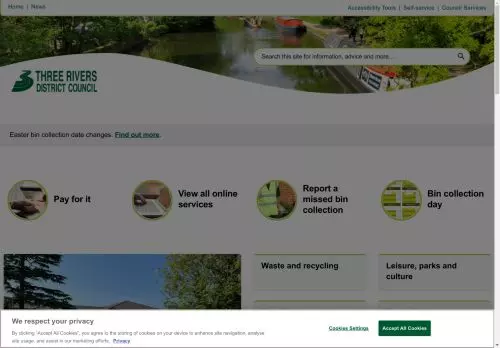 Home | News
Accessibility Tools | Self-service | Council Services
Search this site for information, advice and more...
THREE RIVERS
DISTRICT COUNCIL
Easter bin collection date changes. Find out more.
Pay for it
View all online
services
Report a
missed bin
collection
Bin collection
day
Waste and recycling
Leisure, parks and
culture
We respect your privacy
By clicking "Accept All Cookies", you agree to the storing of cookies on your device to enhance site navigation, analyse
site usage, and assist in our marketing efforts. Privacy
Cookies Settings
Accept All Cookies